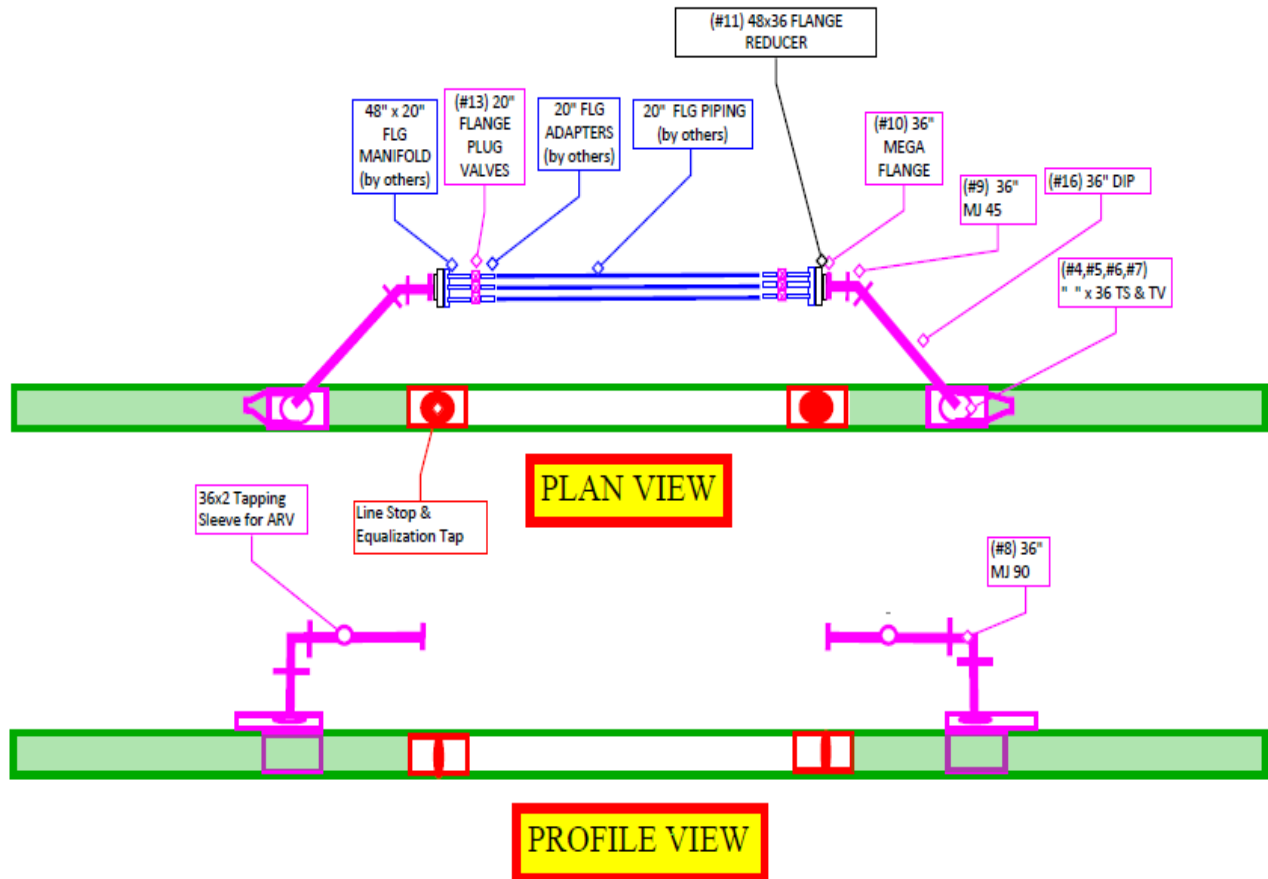 (#11) 48x36 FLANGE
REDUCER
48" x 20"
FLG
MANIFOLD
(by others)
(#13) 20"
FLANGE
PLUG
VALVES
20" FLG
ADAPTERS
(by others)
20" FLG PIPING
(by others)
(#10) 36"
MEGA
FLANGE
(#9) 36"
MJ 45
(#16) 36" DIP
(#4,#5,#6,#7)
" " x 36 TS & TV
PLAN VIEW
36x2 Tapping
Sleeve for ARV
Line Stop &
Equalization Tap
(#8) 36"
MJ 90
PROFILE VIEW